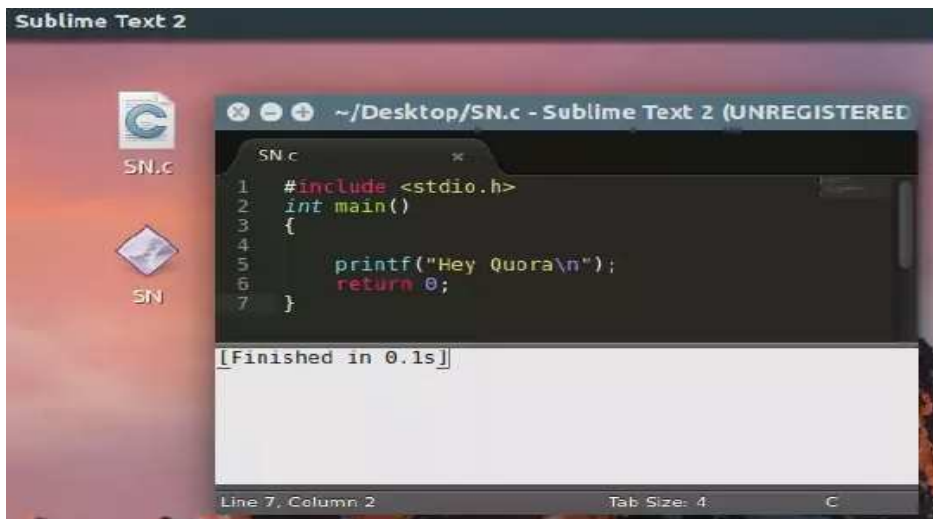 Sublime Text 2
~/Desktop/SN.c - Sublime Text 2 (UNREGISTERED
SN.c
SN.c
1 #include <stdio.h>
2 int main()
3 {
4
5 printf("Hey Quora\n");
6 return 0;
7 }
SN
[Finished in 0.1s]
Line 7, Column 2 Tab Size: 4 C